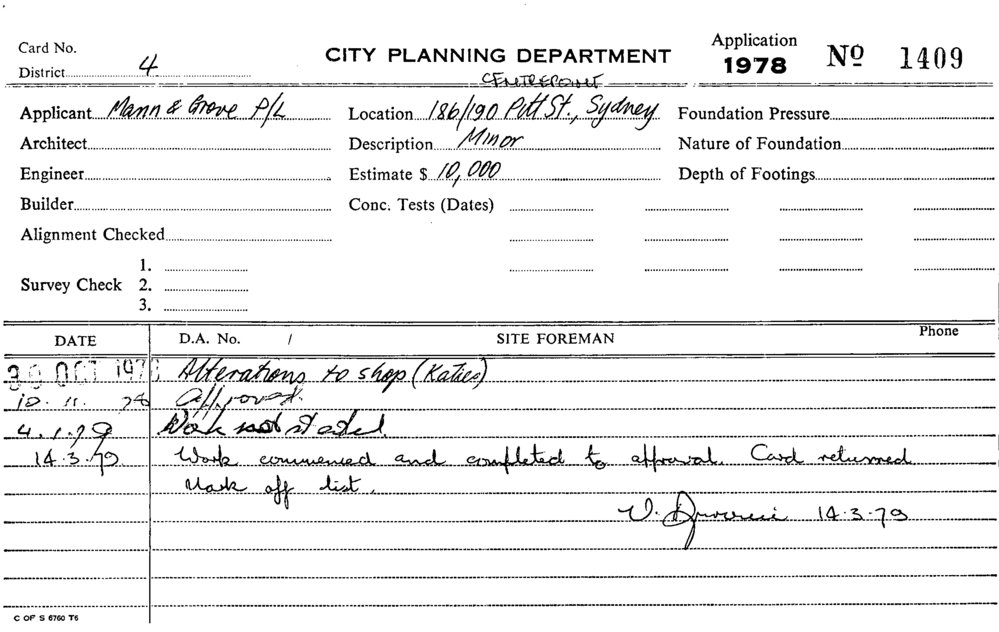 Card No.
District 4
CITY PLANNING DEPARTMENT
Application
1978
Nº 1409
CENTREPOINT
Applicant Mann & Grove P/L
Location 186/190 Pitt St., Sydney
Foundation Pressure
Architect
Description Minor
Nature of Foundation
Engineer
Estimate $ 10,000
Depth of Footings
Builder
Conc. Tests (Dates)
Alignment Checked
Survey Check 1.
2.
3.
DATE D.A. No. / SITE FOREMAN Phone
30 OCT 1978 Alterations to shop (Katies)
10. 11. 78 Approved.
4.1.79 Work not started.
14.3.79 Work commenced and completed to approval. Card returned
Mark off list.
V. 14.3.79
C OF S 6760 T6